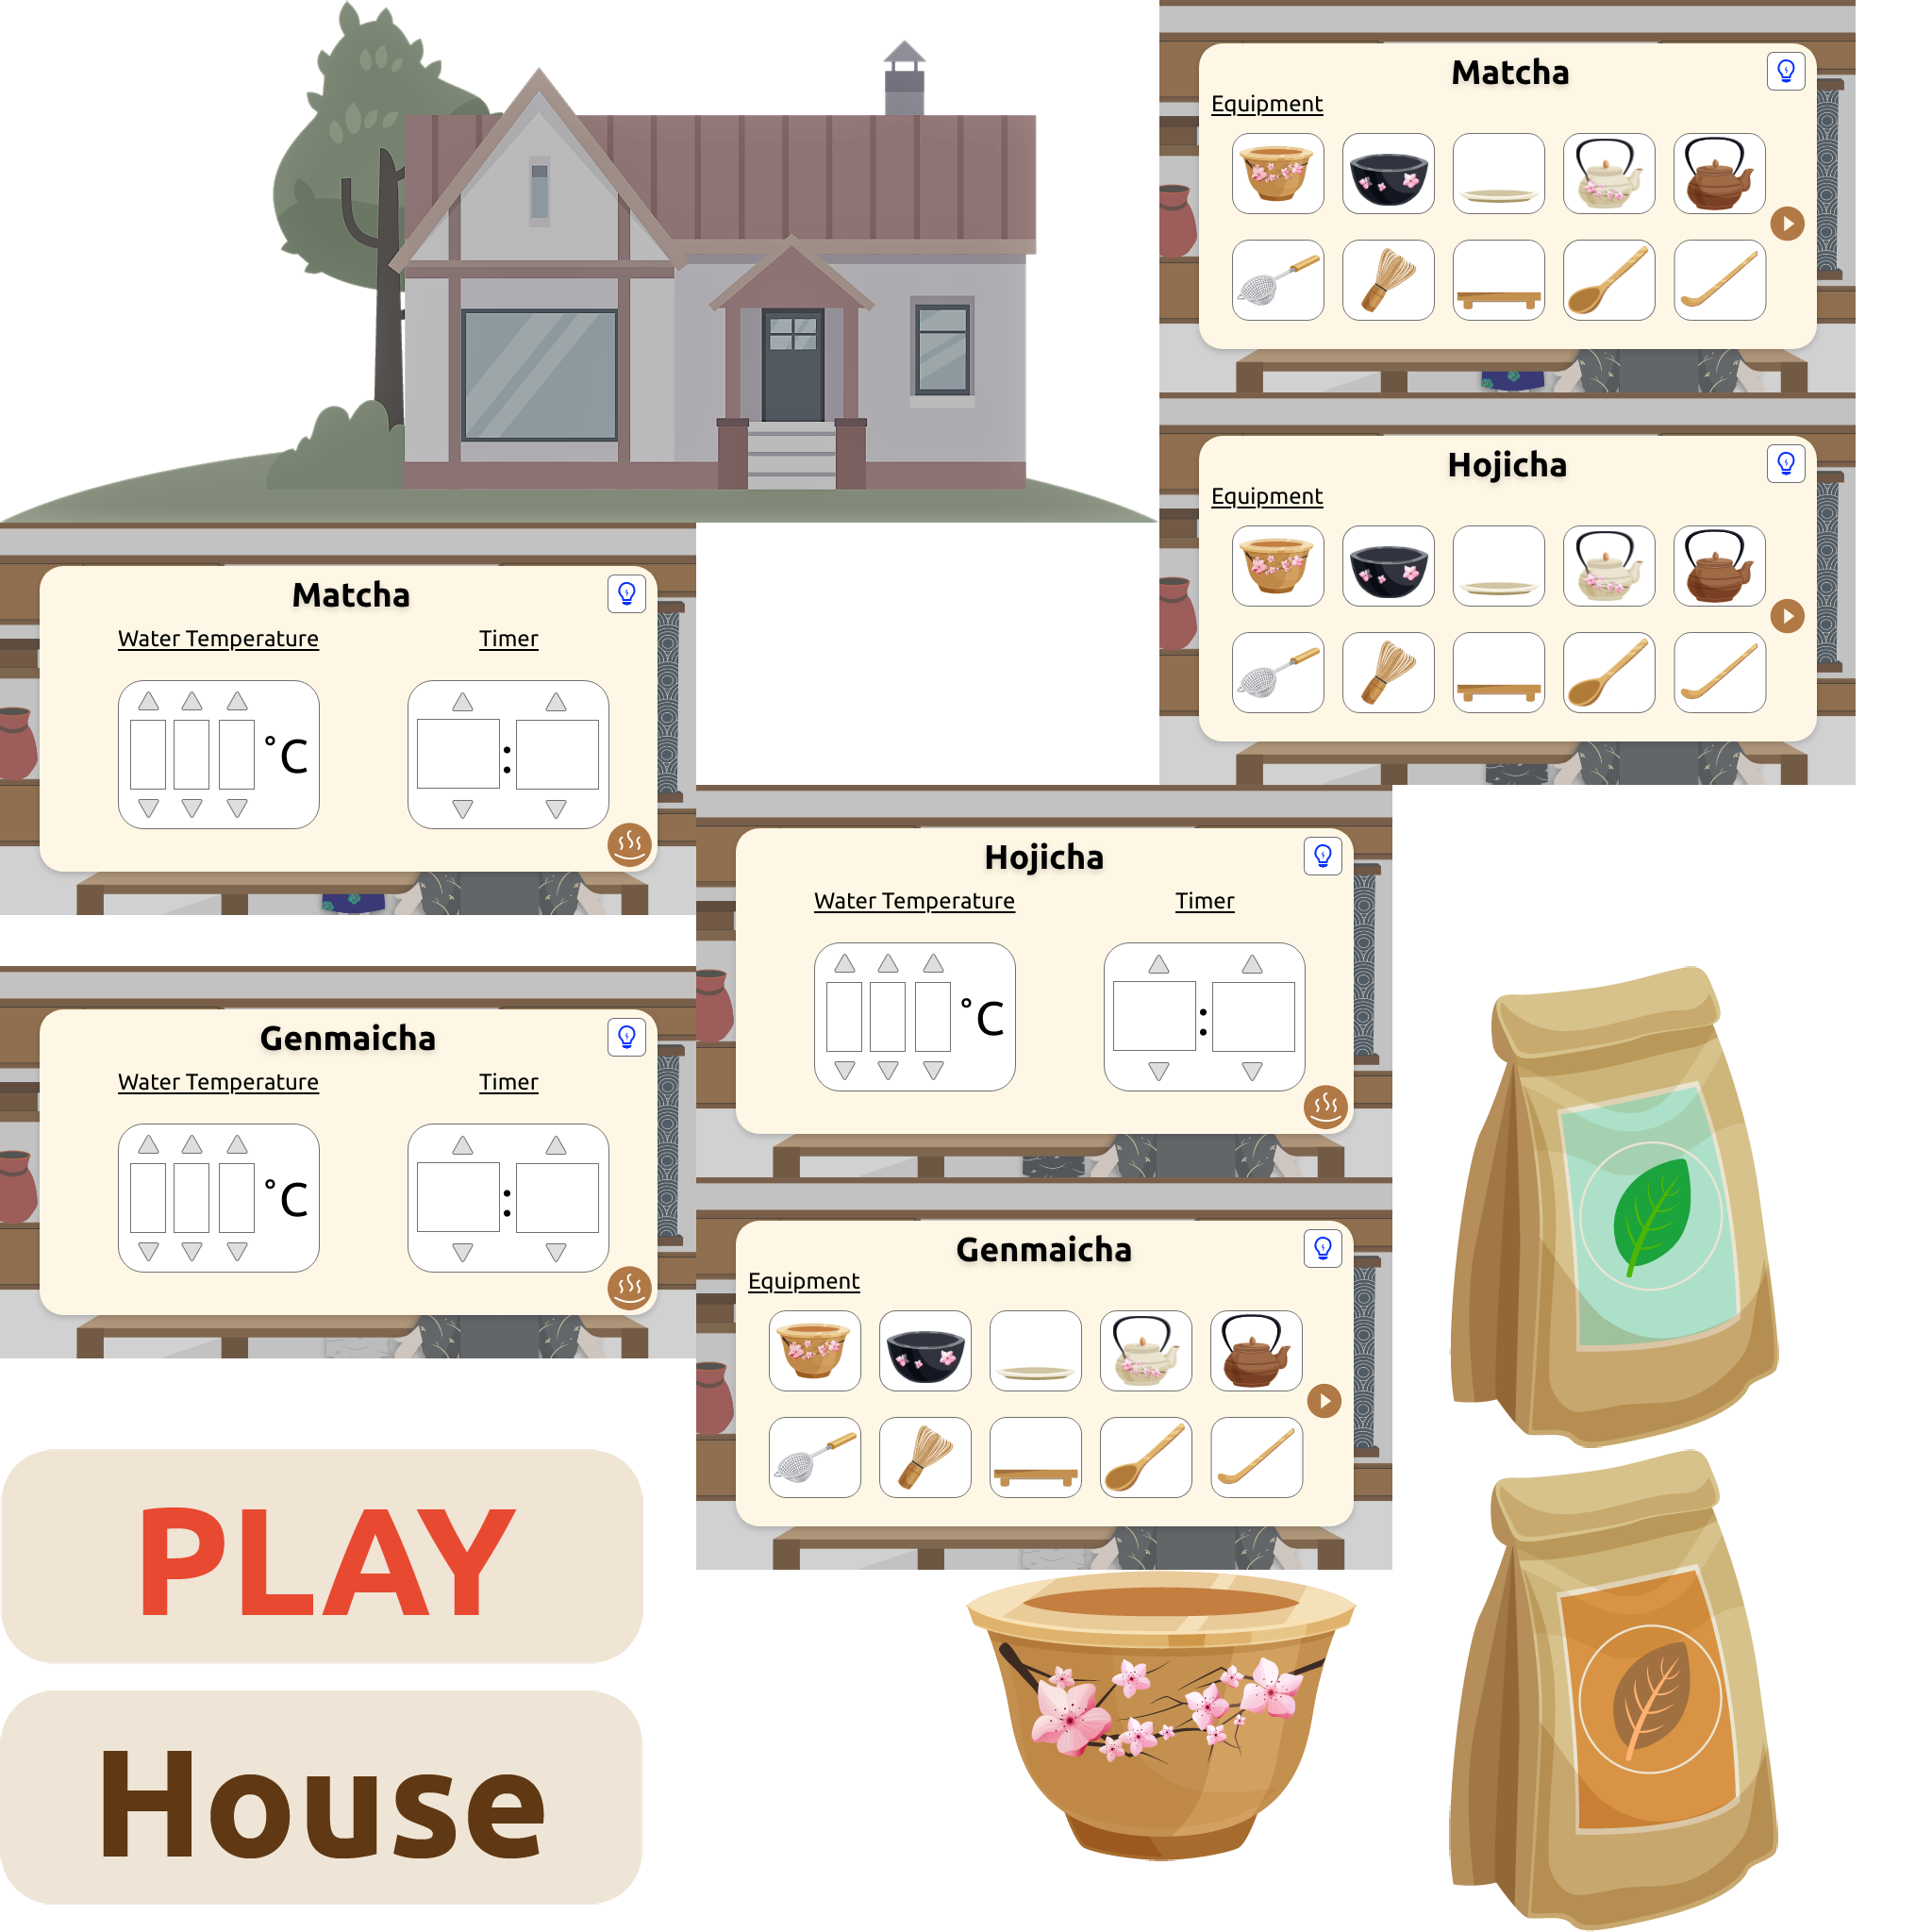 Matcha
Equipment
Hojicha
Equipment
Matcha
Water Temperature
Timer
°C
:
Hojicha
Water Temperature
Timer
°C
:
Genmaicha
Water Temperature
Timer
°C
:
Genmaicha
Equipment
PLAY
House